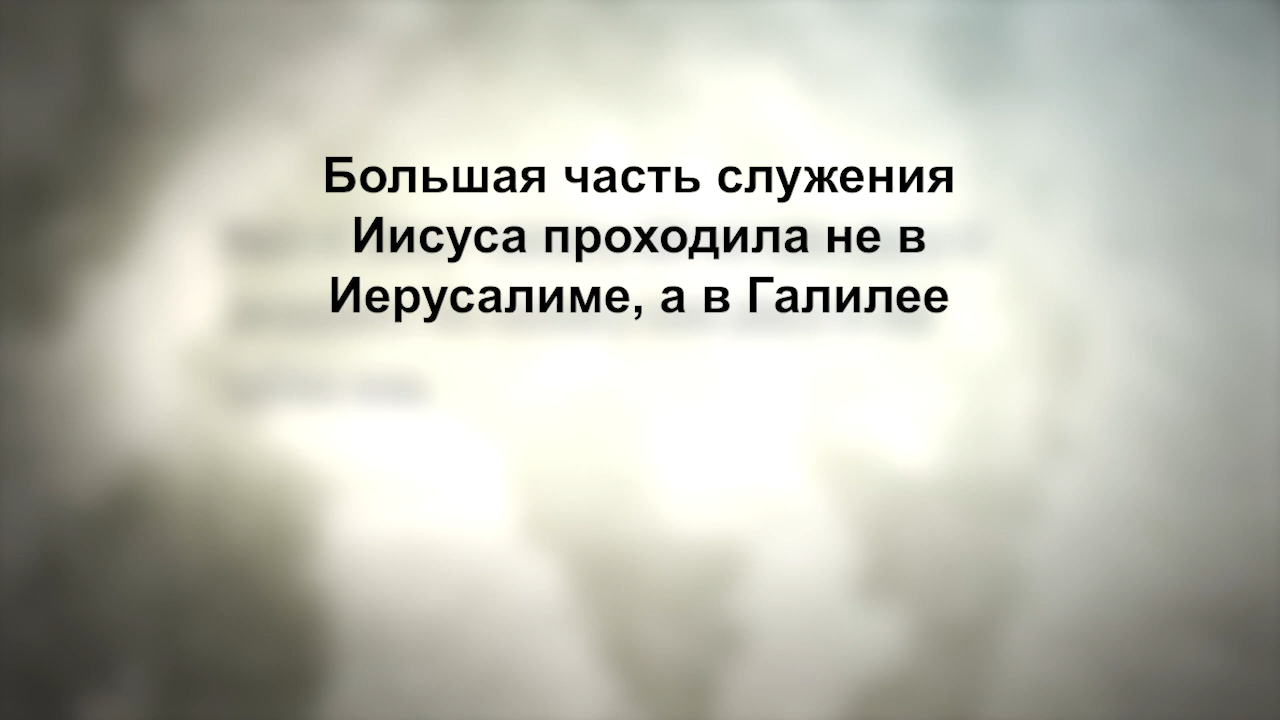 Большая часть служения
Иисуса проходила не в
Иерусалиме, а в Галилее